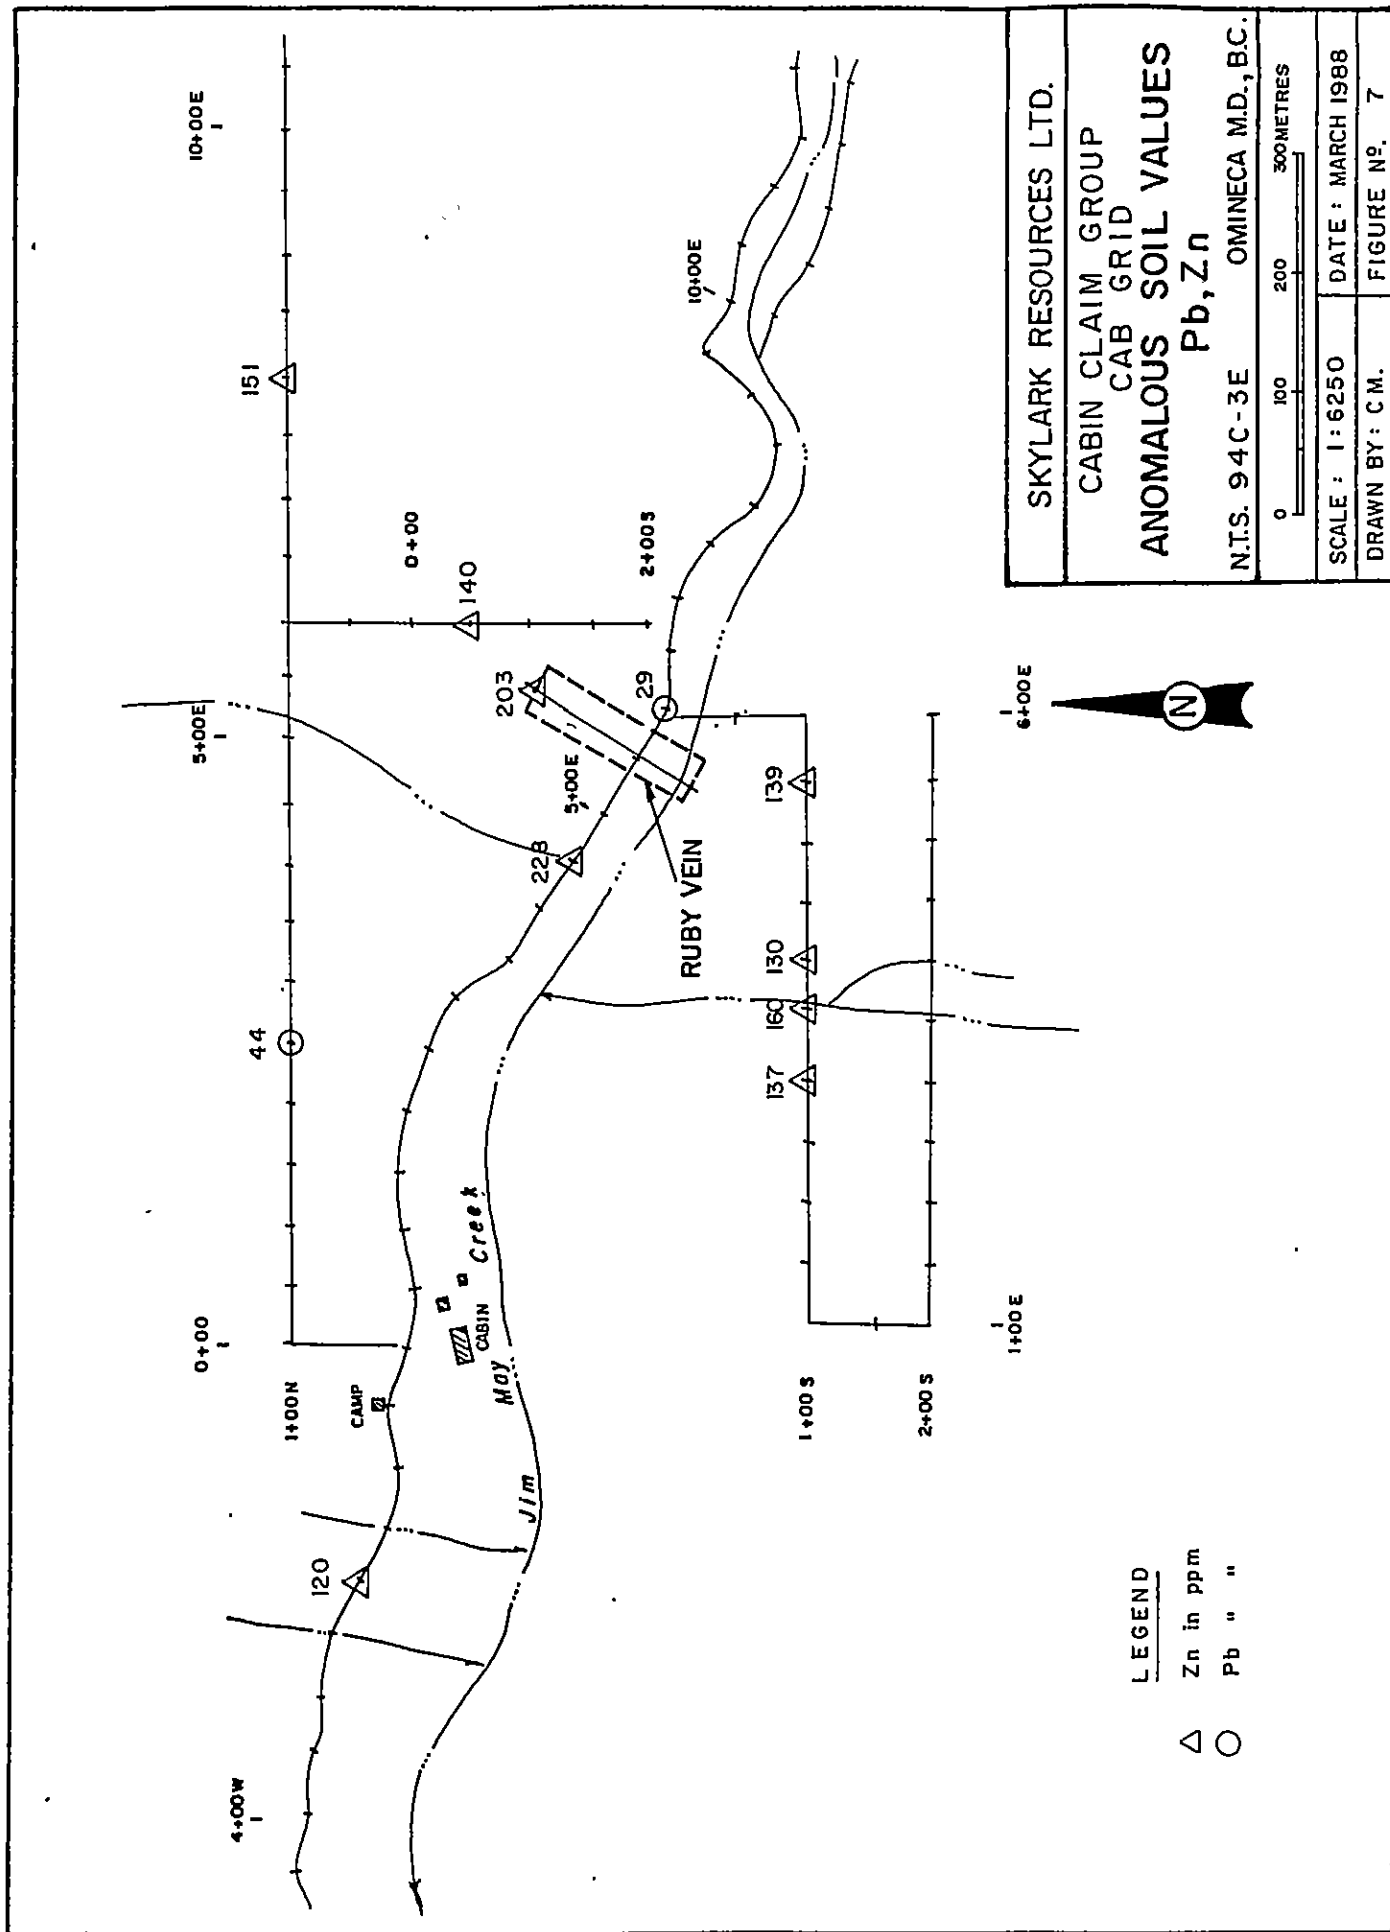 10+00E
151
0+00
140
2+00S
10+00E
5+00E
203
29
5+00E
228
RUBY VEIN
139
130
160
137
6+00E
N
44
0+00
1+00N
CAMP
CABIN
Jim May Creek
1+00S
2+00S
1+00E
120
4+00W
LEGEND
Zn in ppm
Pb " "
SKYLARK RESOURCES LTD.
CABIN CLAIM GROUP
CAB GRID
ANOMALOUS SOIL VALUES
Pb, Zn
N.T.S. 94C-3E OMINECA M.D., B.C.
0 100 200 300 METRES
SCALE : 1:6250 DATE : MARCH 1988
DRAWN BY : C M. FIGURE Nº. 7